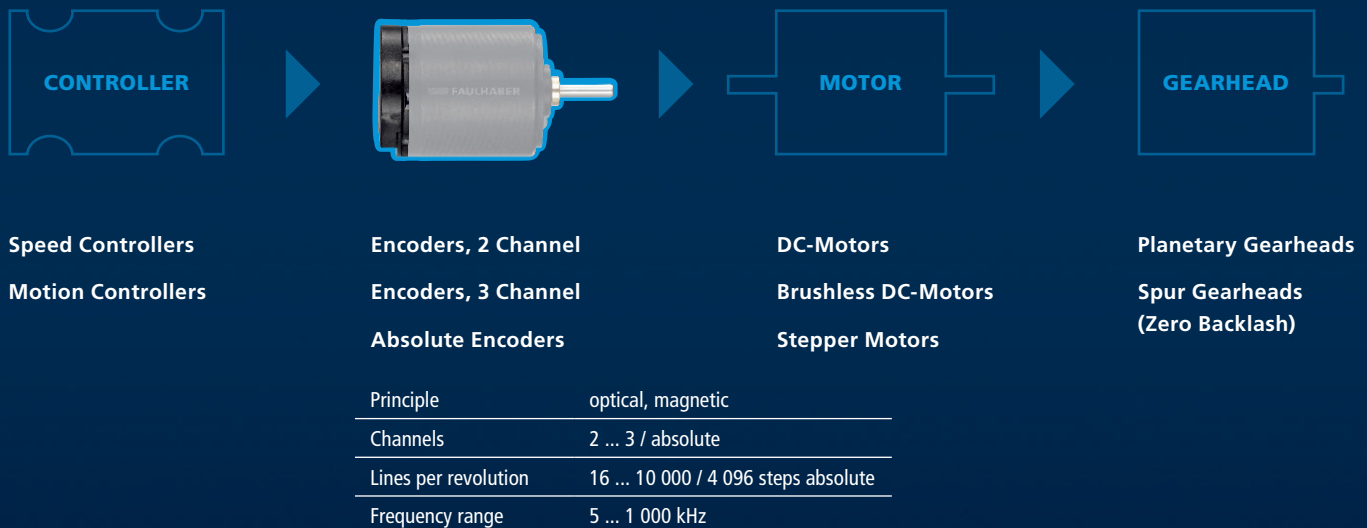 CONTROLLER
FAULHABER
MOTOR
GEARHEAD
Speed Controllers
Motion Controllers
Encoders, 2 Channel
Encoders, 3 Channel
Absolute Encoders
DC-Motors
Brushless DC-Motors
Stepper Motors
Planetary Gearheads
Spur Gearheads
(Zero Backlash)
Principle optical, magnetic
Channels 2 ... 3 / absolute
Lines per revolution 16 ... 10 000 / 4 096 steps absolute
Frequency range 5 ... 1 000 kHz